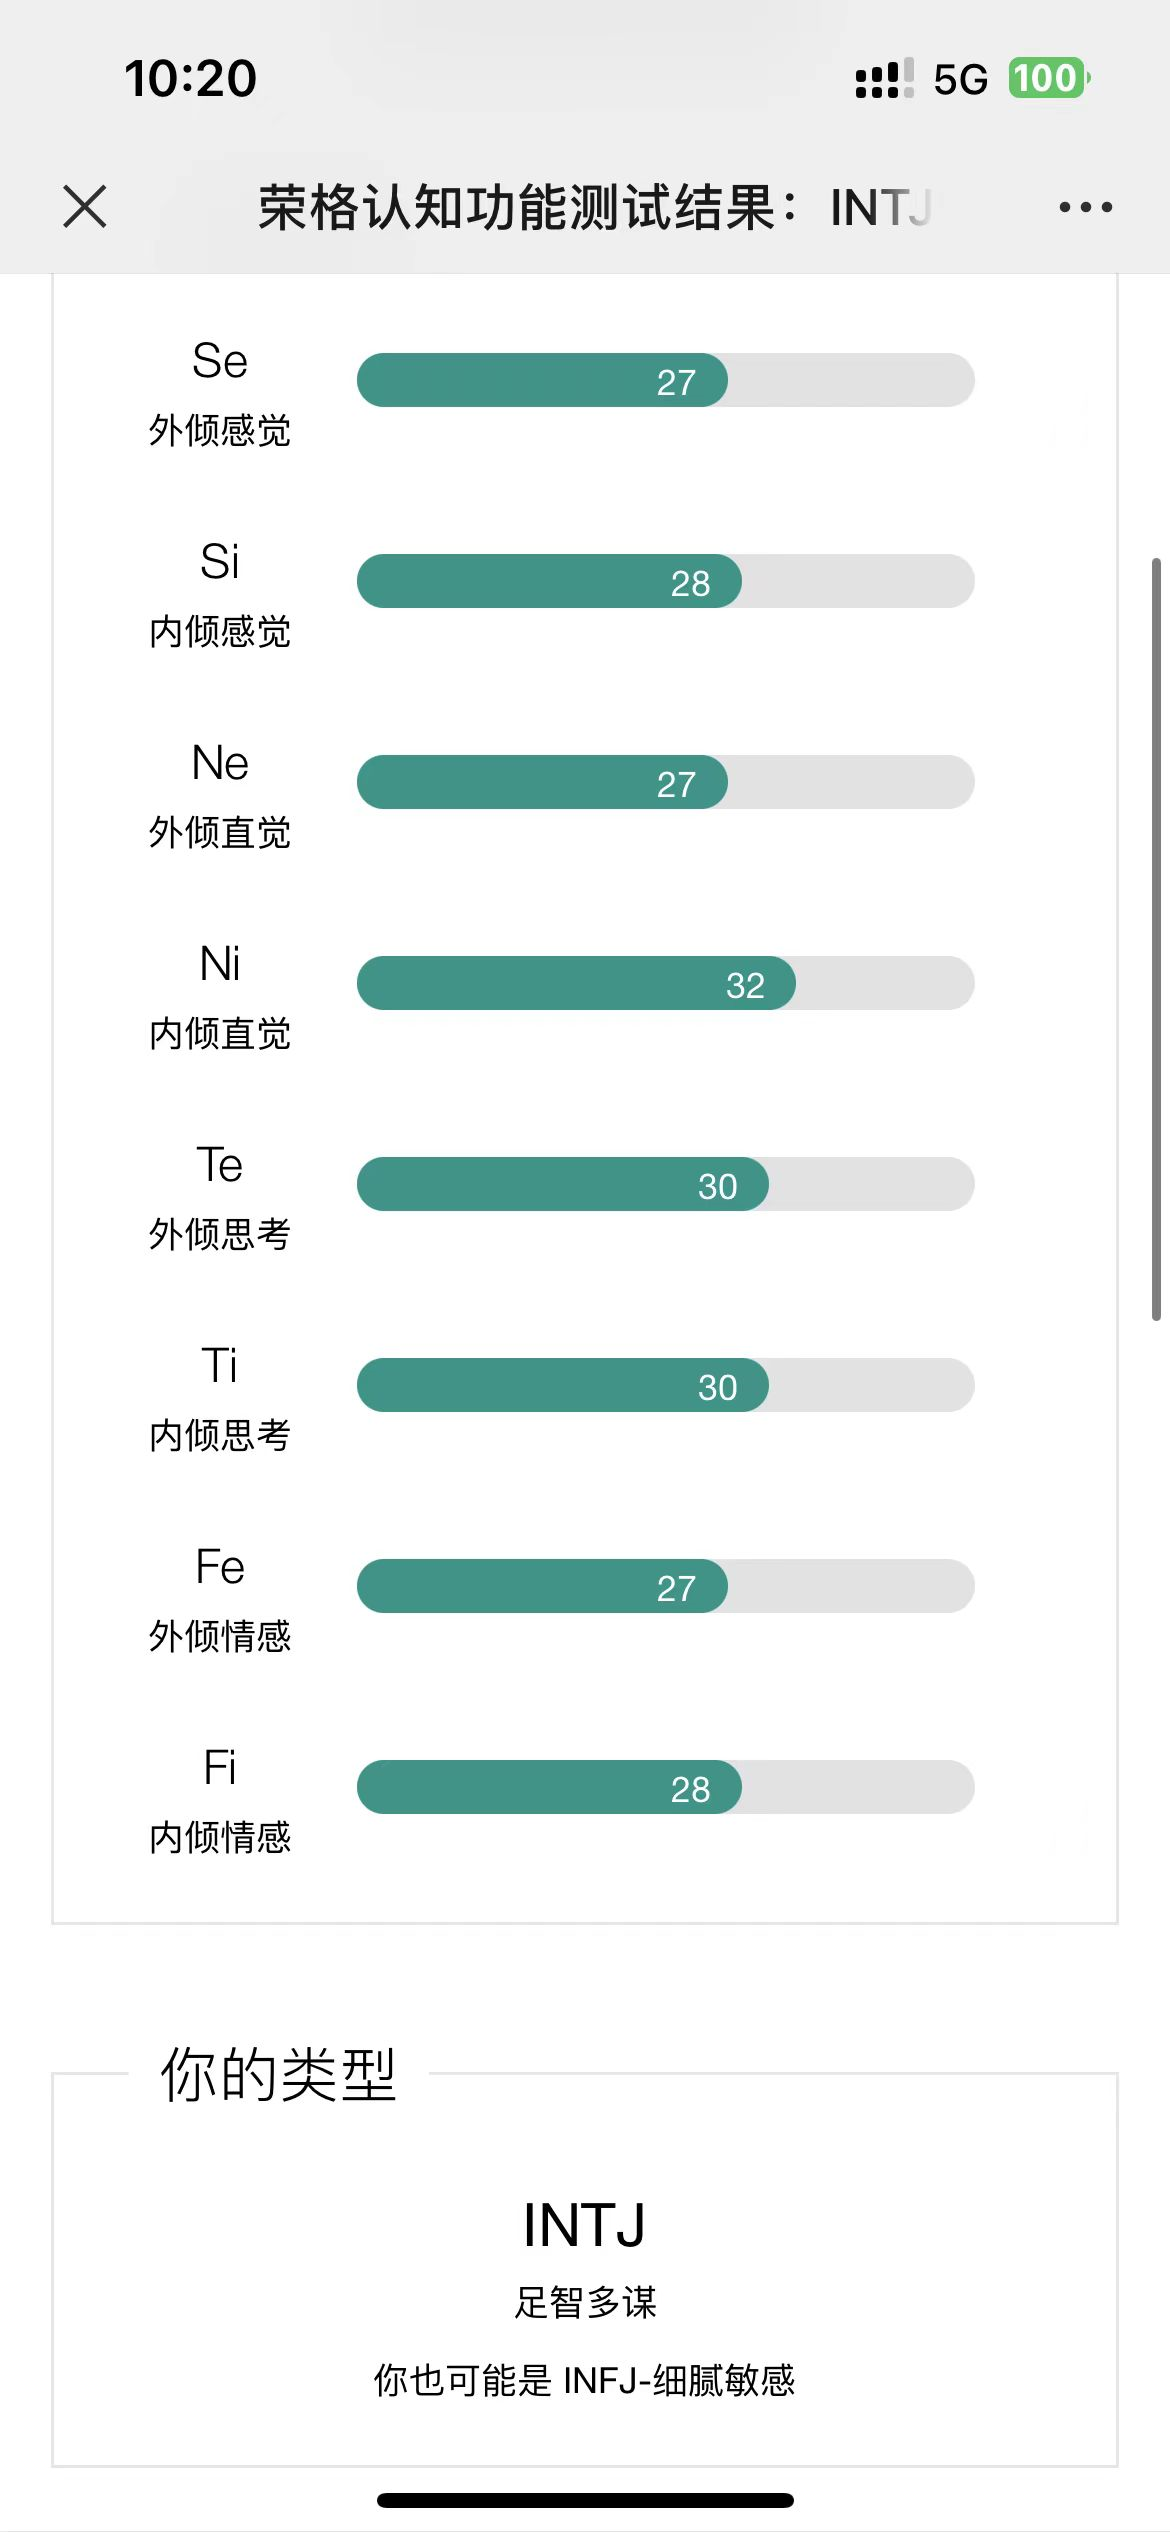 10:20
5G 100
荣格认知功能测试结果：INTJ
Se
27
外倾感觉
Si
28
内倾感觉
Ne
27
外倾直觉
Ni
32
内倾直觉
Te
30
外倾思考
Ti
30
内倾思考
Fe
27
外倾情感
Fi
28
内倾情感
你的类型
INTJ
足智多谋
你也可能是 INFJ-细腻敏感